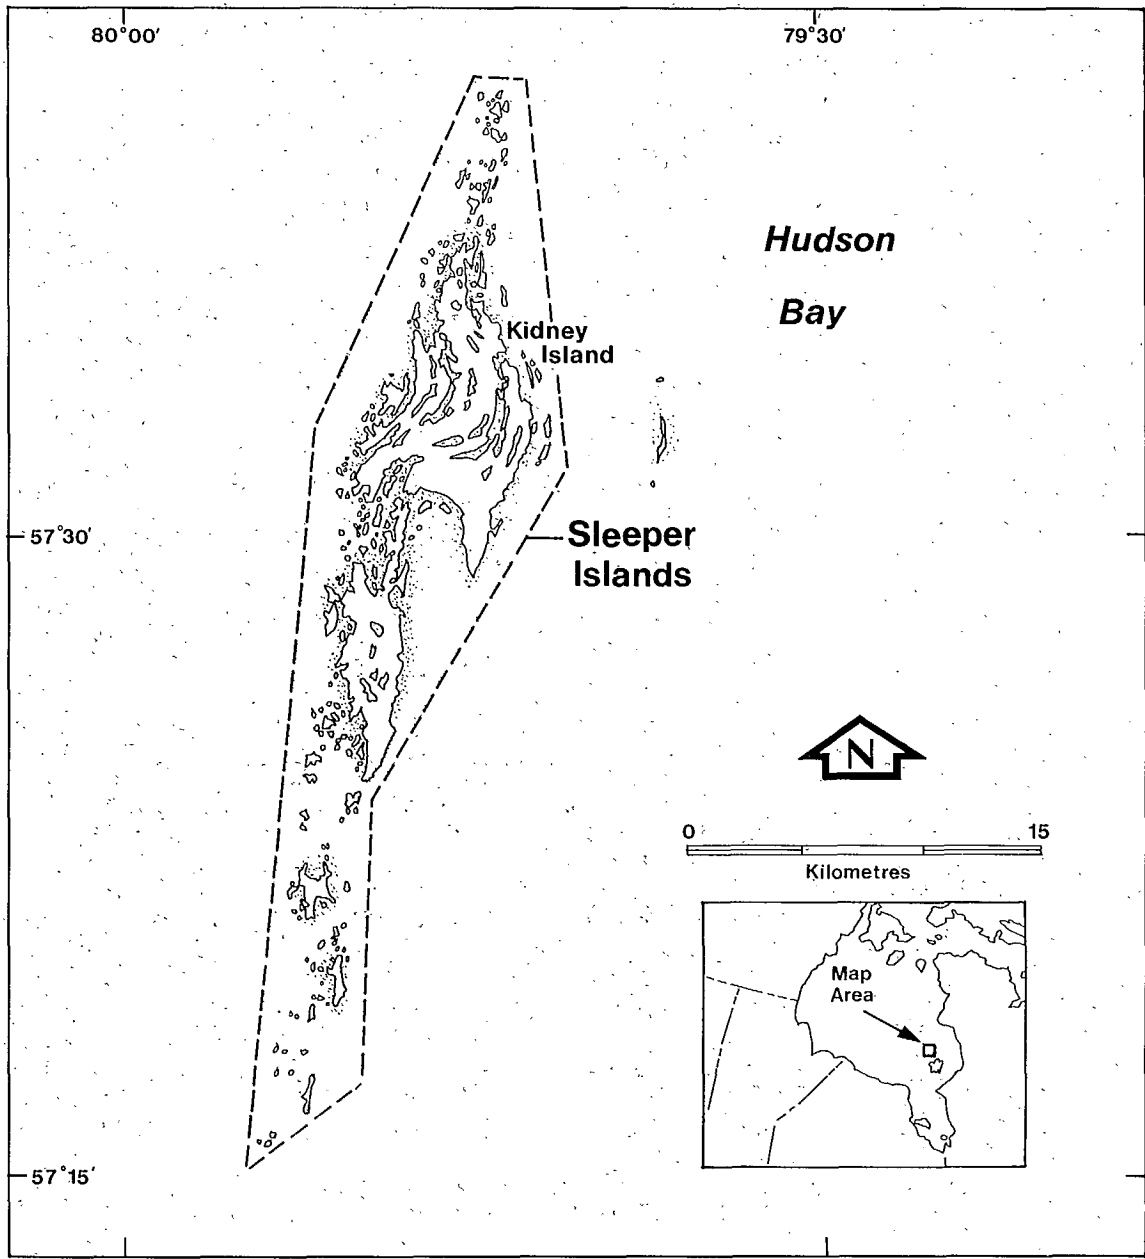 80°00'
79°30'
Hudson
Bay
Kidney
Island
57°30'
Sleeper
Islands
N
0
15
Kilometres
Map
Area
57°15'